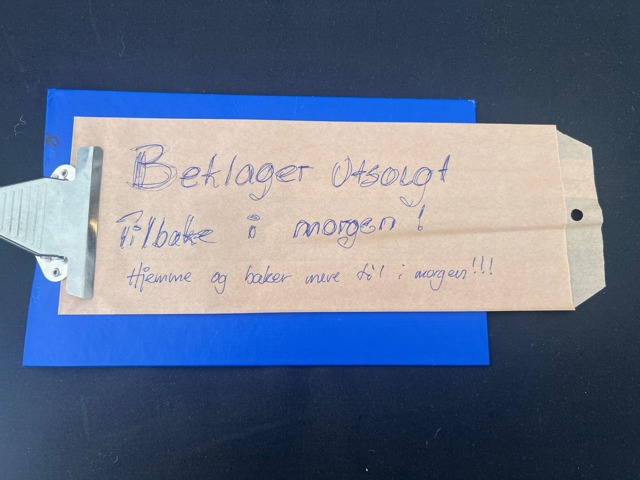 Beklager utsolgt
Tilbake i morgen!
Hjemme og baker mere til i morgen!!!